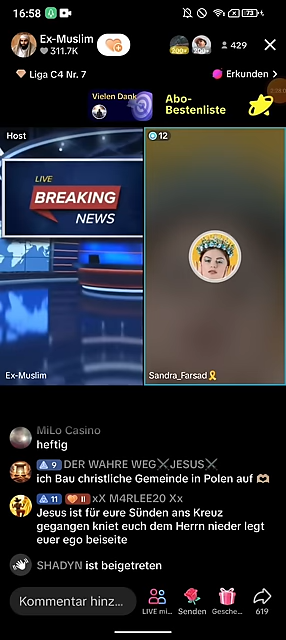 16:58
73
Ex-Muslim
311.7K
200+
200+
429
Liga C4 Nr. 7
Erkunden >
Vielen Dank
Abo-
Bestenliste
Host
12
LIVE
BREAKING
NEWS
Ex-Muslim
Sandra_Farsad🎗️
MiLo Casino
heftig
9 DER WAHRE WEG⚔JESUS⚔
ich Bau christliche Gemeinde in Polen auf 🫶🏽
11 xX M4RLEE20 Xx
Jesus ist für eure Sünden ans Kreuz
gegangen kniet euch dem Herrn nieder legt
euer ego beiseite
SHADYN ist beigetreten
Kommentar hinz...
LIVE mi...
Senden
Gesche...
619